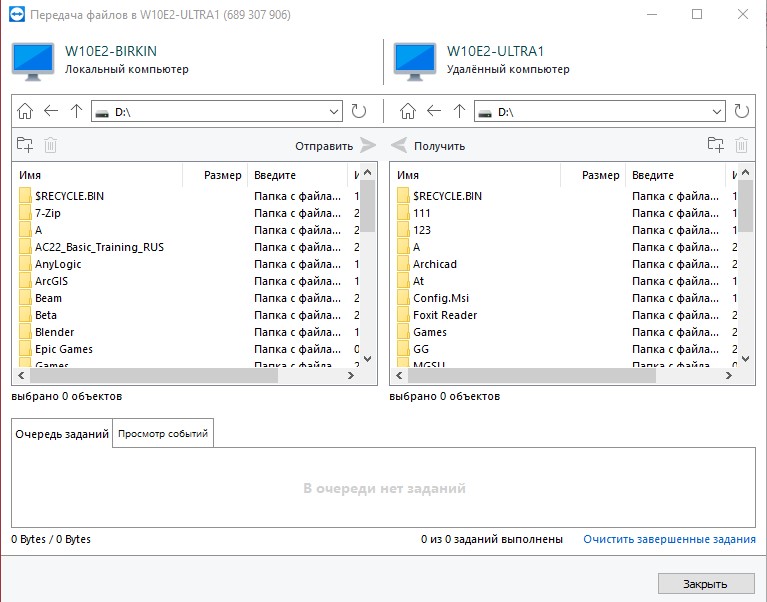 Передача файлов в W10E2-ULTRA1 (689 307 906)
W10E2-BIRKIN
Локальный компьютер
W10E2-ULTRA1
Удалённый компьютер
D:\
D:\
Отправить
Получить
Имя Размер Введите
$RECYCLE.BIN Папка с файла... 1
7-Zip Папка с файла... 2
A Папка с файла... 2
AC22_Basic_Training_RUS Папка с файла... 2
AnyLogic Папка с файла... 1
ArcGIS Папка с файла... 1
Beam Папка с файла... 2
Beta Папка с файла... 2
Blender Папка с файла... 1
Epic Games Папка с файла... 0
Games Папка с файла... 2
выбрано 0 объектов
Имя Размер Введите
$RECYCLE.BIN Папка с файла... 1
111 Папка с файла... 1
123 Папка с файла... 1
A Папка с файла... 2
Archicad Папка с файла... 2
At Папка с файла... 1
Config.Msi Папка с файла... 1
Foxit Reader Папка с файла... 2
Games Папка с файла... 2
GG Папка с файла... 2
MGSU Папка с файла... 2
выбрано 0 объектов
Очередь заданий Просмотр событий
В очереди нет заданий
0 Bytes / 0 Bytes
0 из 0 заданий выполнены
Очистить завершенные задания
Закрыть